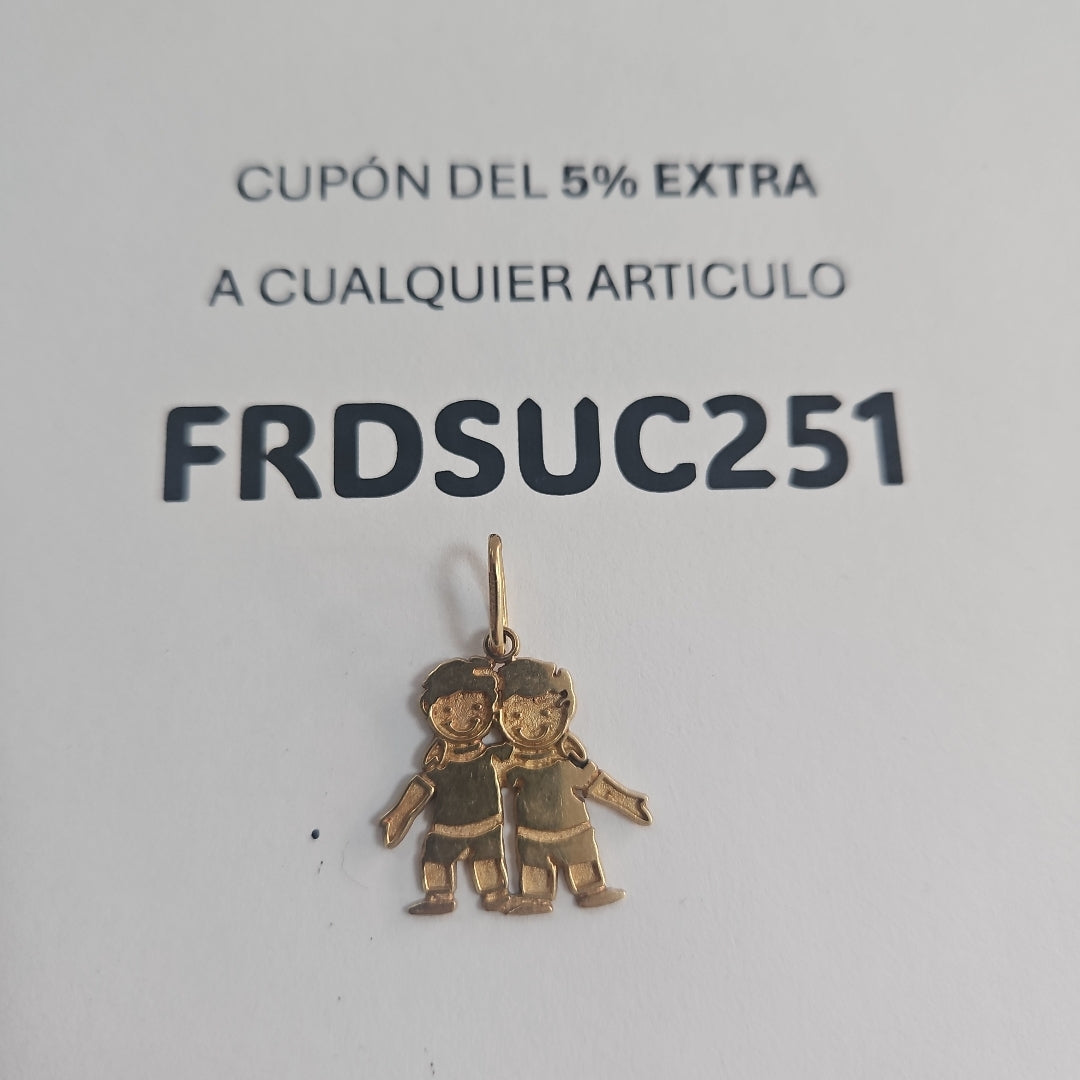 CUPÓN DEL 5% EXTRA
A CUALQUIER ARTICULO
FRDSUC251